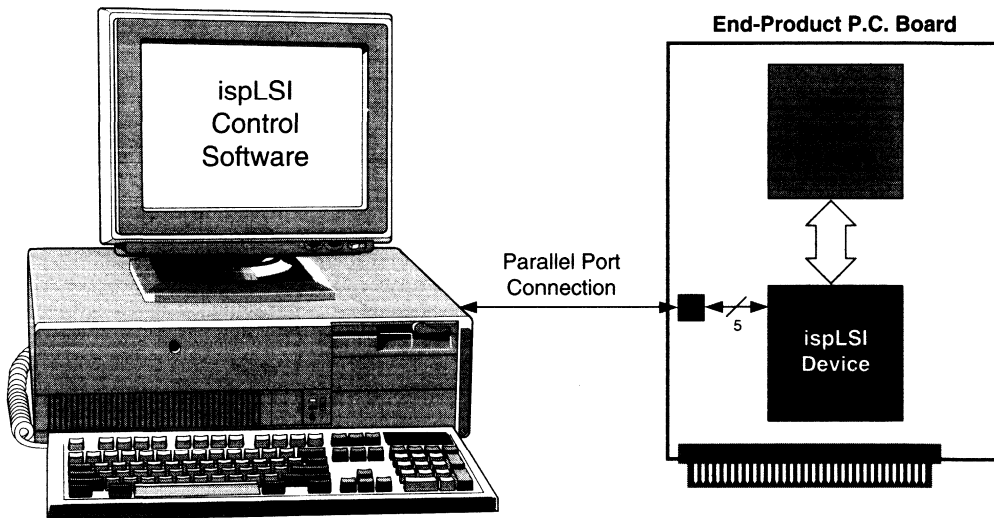 End-Product P.C. Board
ispLSI
Control
Software
Parallel Port
Connection
5
ispLSI
Device